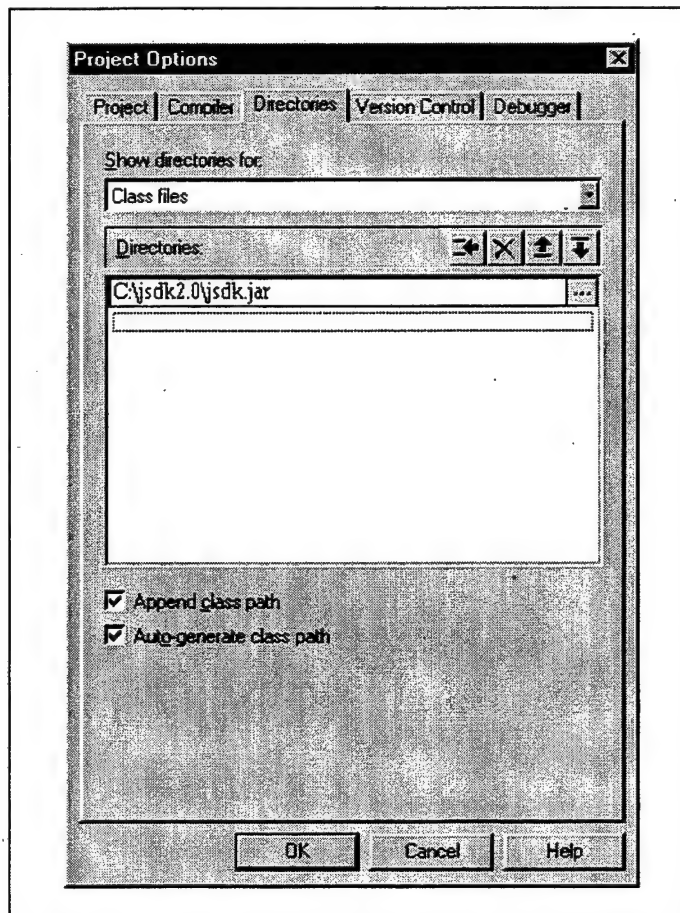 Project Options
Project Compiler Directories Version Control Debugger
Show directories for:
Class files
Directories:
C:\jsdk2.0\jsdk.jar
...
Append class path
Auto-generate class path
OK Cancel Help